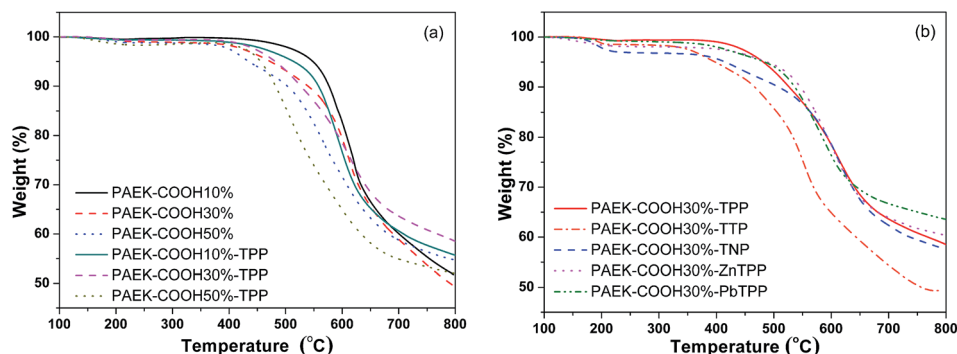 (a)
Weight (%)
100
90
80
70
60
50
PAEK-COOH10%
PAEK-COOH30%
PAEK-COOH50%
PAEK-COOH10%-TPP
PAEK-COOH30%-TPP
PAEK-COOH50%-TPP
100 200 300 400 500 600 700 800
Temperature (°C)
(b)
Weight (%)
100
90
80
70
60
50
PAEK-COOH30%-TPP
PAEK-COOH30%-TTP
PAEK-COOH30%-TNP
PAEK-COOH30%-ZnTPP
PAEK-COOH30%-PbTPP
100 200 300 400 500 600 700 800
Temperature (°C)